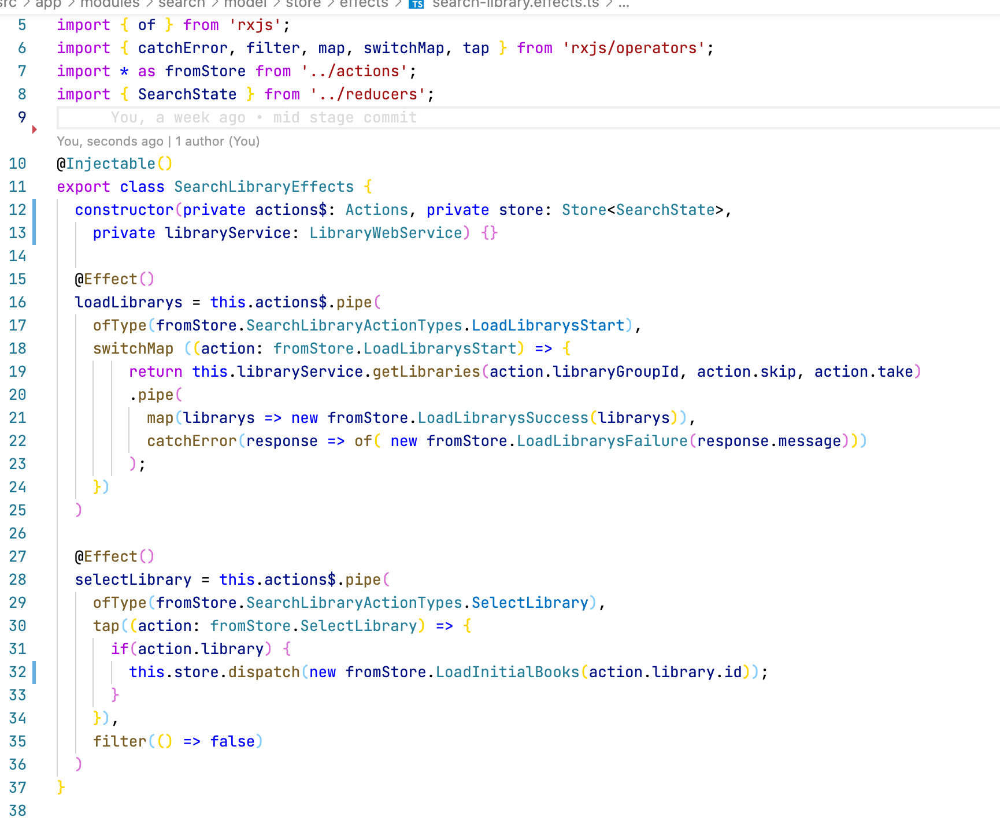 src > app > modules > search > model > store > effects > TS search-library.effects.ts > ...
5 import { of } from 'rxjs';
6 import { catchError, filter, map, switchMap, tap } from 'rxjs/operators';
7 import * as fromStore from '../actions';
8 import { SearchState } from '../reducers';
9 You, a week ago • mid stage commit
You, seconds ago | 1 author (You)
10 @Injectable()
11 export class SearchLibraryEffects {
12 constructor(private actions$: Actions, private store: Store<SearchState>,
13 private libraryService: LibraryWebService) {}
14
15 @Effect()
16 loadLibrarys = this.actions$.pipe(
17 ofType(fromStore.SearchLibraryActionTypes.LoadLibrarysStart),
18 switchMap ((action: fromStore.LoadLibrarysStart) => {
19 return this.libraryService.getLibraries(action.libraryGroupId, action.skip, action.take)
20 .pipe(
21 map(librarys => new fromStore.LoadLibrarysSuccess(librarys)),
22 catchError(response => of( new fromStore.LoadLibrarysFailure(response.message)))
23 );
24 })
25 )
26
27 @Effect()
28 selectLibrary = this.actions$.pipe(
29 ofType(fromStore.SearchLibraryActionTypes.SelectLibrary),
30 tap((action: fromStore.SelectLibrary) => {
31 if(action.library) {
32 this.store.dispatch(new fromStore.LoadInitialBooks(action.library.id));
33 }
34 }),
35 filter(() => false)
36 )
37 }
38